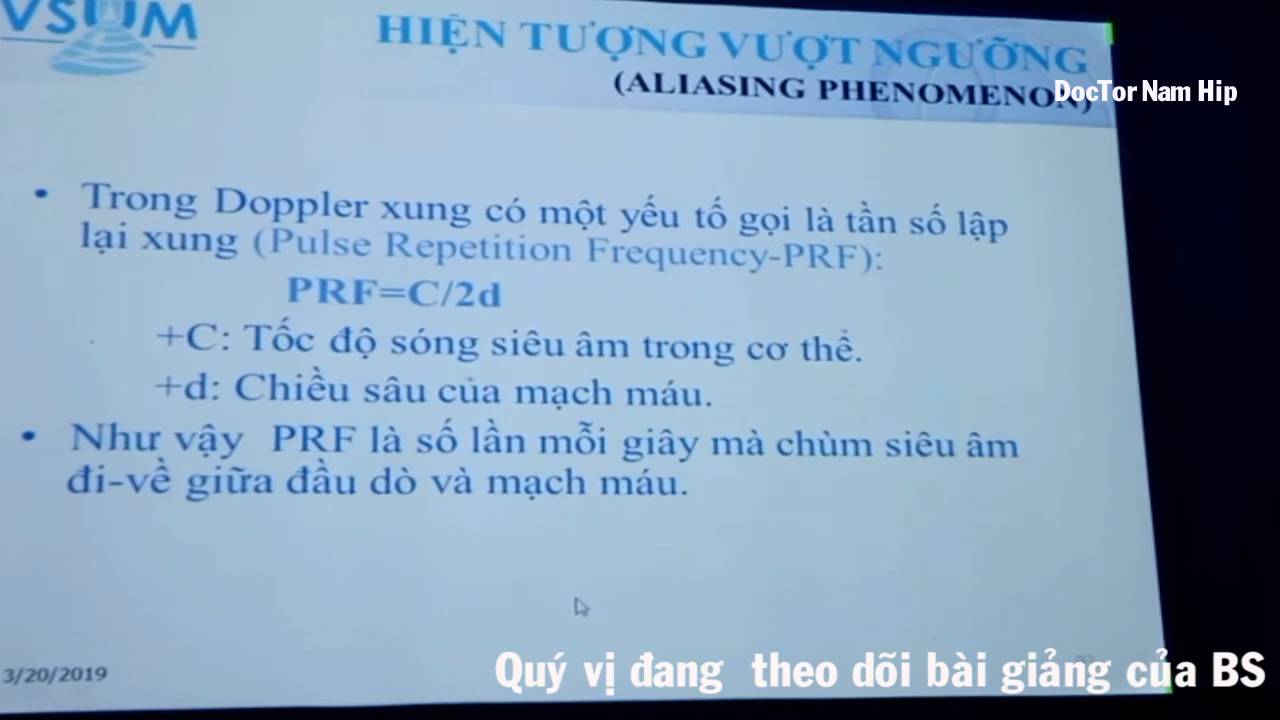 VSUM
HIỆN TƯỢNG VƯỢT NGƯỠNG
(ALIASING PHENOMENON)
DocTor Nam Hip
• Trong Doppler xung có một yếu tố gọi là tần số lập
lại xung (Pulse Repetition Frequency-PRF):
PRF=C/2d
+C: Tốc độ sóng siêu âm trong cơ thể.
+d: Chiều sâu của mạch máu.
• Như vậy PRF là số lần mỗi giây mà chùm siêu âm
đi-về giữa đầu dò và mạch máu.
3/20/2019
Quý vị đang theo dõi bài giảng của BS